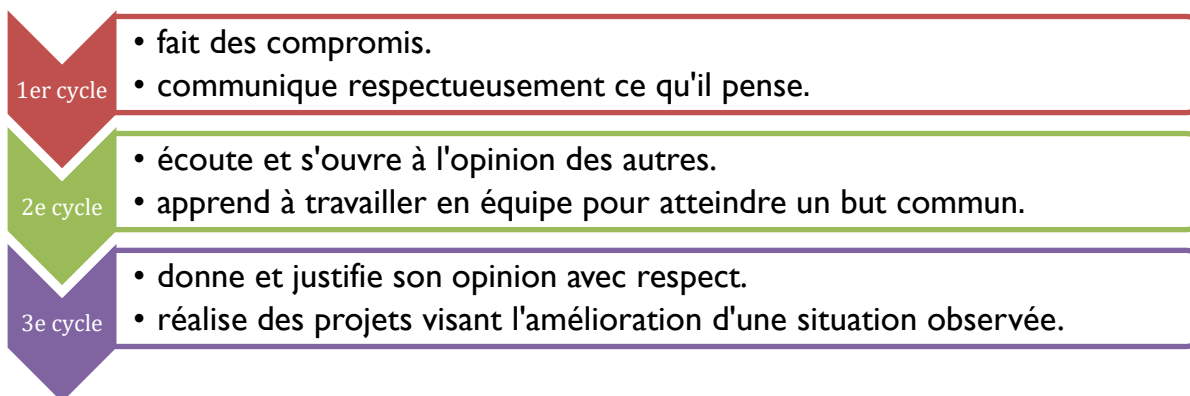 1er cycle
• fait des compromis.
• communique respectueusement ce qu'il pense.
2e cycle
• écoute et s'ouvre à l'opinion des autres.
• apprend à travailler en équipe pour atteindre un but commun.
3e cycle
• donne et justifie son opinion avec respect.
• réalise des projets visant l'amélioration d'une situation observée.